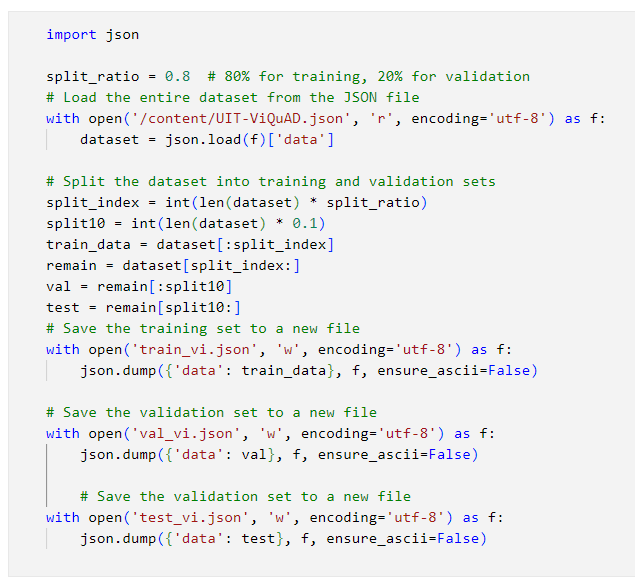 import json

split_ratio = 0.8  # 80% for training, 20% for validation
# Load the entire dataset from the JSON file
with open('/content/UIT-ViQuAD.json', 'r', encoding='utf-8') as f:
    dataset = json.load(f)['data']

# Split the dataset into training and validation sets
split_index = int(len(dataset) * split_ratio)
split10 = int(len(dataset) * 0.1)
train_data = dataset[:split_index]
remain = dataset[split_index:]
val = remain[:split10]
test = remain[split10:]
# Save the training set to a new file
with open('train_vi.json', 'w', encoding='utf-8') as f:
    json.dump({'data': train_data}, f, ensure_ascii=False)

# Save the validation set to a new file
with open('val_vi.json', 'w', encoding='utf-8') as f:
    json.dump({'data': val}, f, ensure_ascii=False)

    # Save the validation set to a new file
with open('test_vi.json', 'w', encoding='utf-8') as f:
    json.dump({'data': test}, f, ensure_ascii=False)